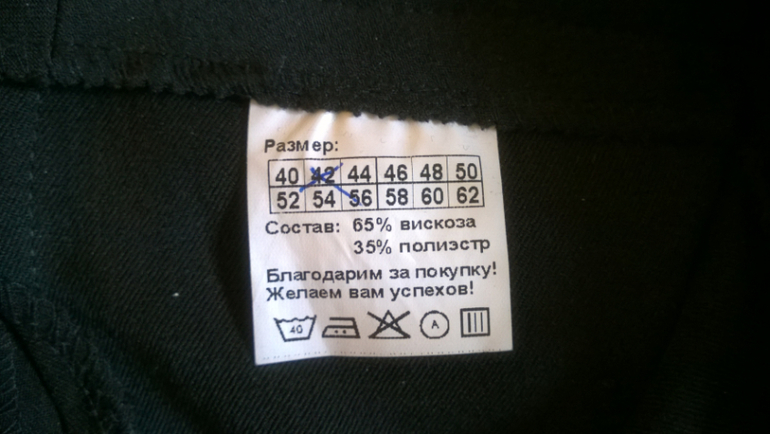 Размер:
40 42 44 46 48 50
52 54 56 58 60 62
Состав: 65% вискоза
35% полиэстр
Благодарим за покупку!
Желаем вам успехов!
40 A